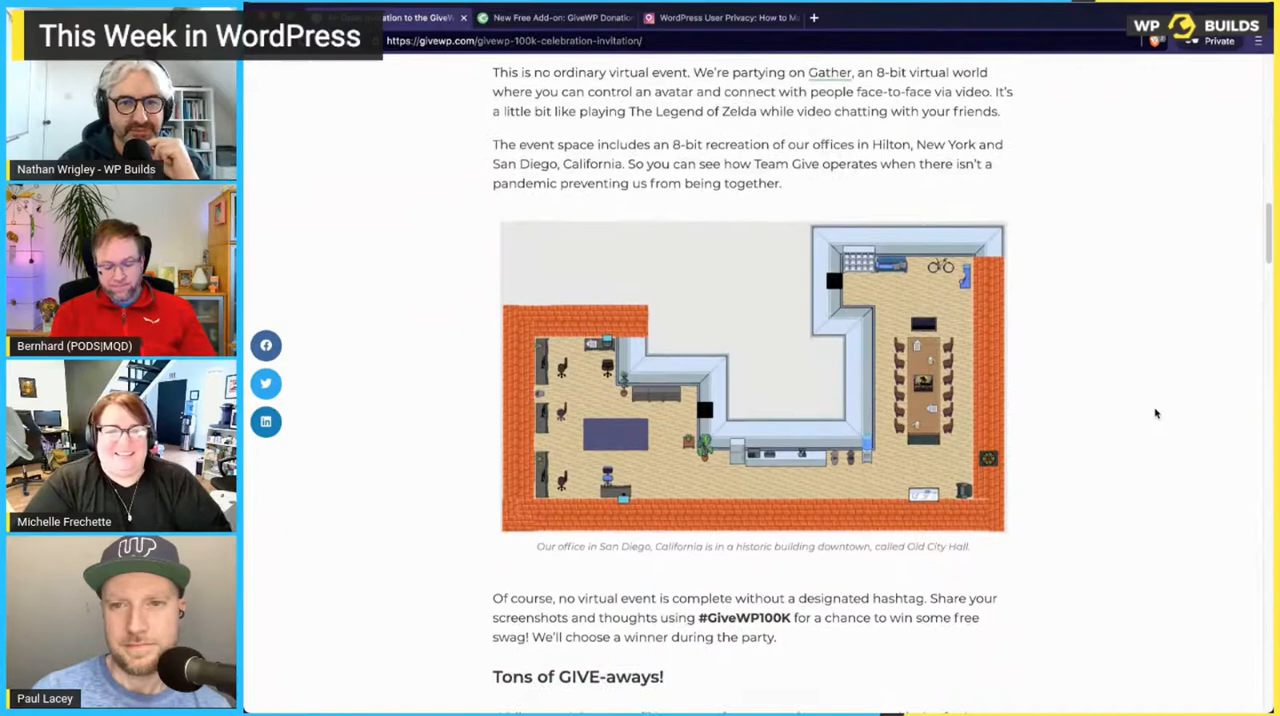 This Week in WordPress
Nathan Wrigley - WP Builds
Bernhard (PODS|MQD)
Michelle Frechette
Paul Lacey
New Free Add-on: GiveWP Donatio
WordPress User Privacy: How to M
https://givewp.com/givewp-100k-celebration-invitation/
WP BUILDS
Private
This is no ordinary virtual event. We're partying on Gather, an 8-bit virtual world
where you can control an avatar and connect with people face-to-face via video. It's
a little bit like playing The Legend of Zelda while video chatting with your friends.
The event space includes an 8-bit recreation of our offices in Hilton, New York and
San Diego, California. So you can see how Team Give operates when there isn't a
pandemic preventing us from being together.
Our office in San Diego, California is in a historic building downtown, called Old City Hall.
Of course, no virtual event is complete without a designated hashtag. Share your
screenshots and thoughts using #GiveWP100K for a chance to win some free
swag! We'll choose a winner during the party.
Tons of GIVE-aways!